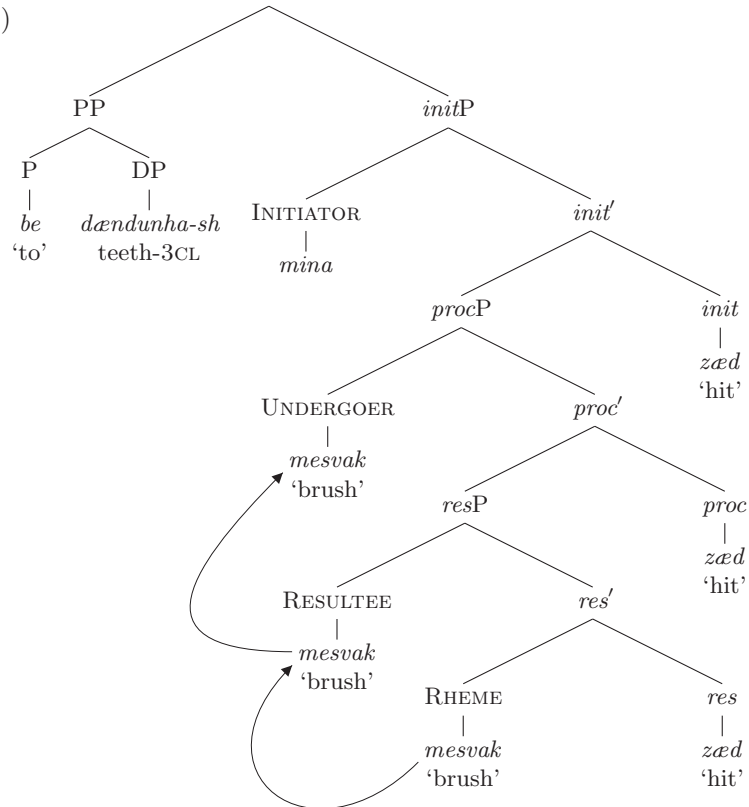 )
PP initP
P DP
be dændunha-sh
‘to’ teeth-3CL
INITIATOR init′
mina
procP init
zæd
‘hit’
UNDERGOER proc′
mesvak
‘brush’
resP proc
zæd
‘hit’
RESULTEE res′
mesvak
‘brush’
RHEME res
mesvak zæd
‘brush’ ‘hit’